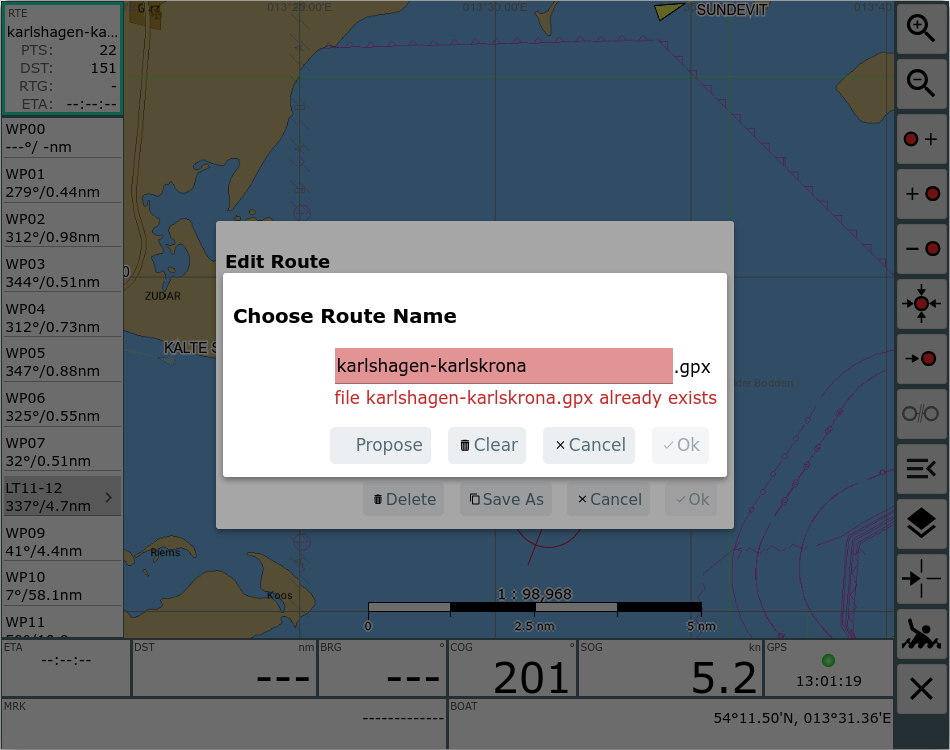 RTE
karlshagen-ka...
PTS: 22
DST: 151
RTG: -
ETA: --:--:--
WP00
---°/ -nm
WP01
279°/0.44nm
WP02
312°/0.98nm
WP03
344°/0.51nm
WP04
312°/0.73nm
WP05
347°/0.88nm
WP06
325°/0.55nm
WP07
32°/0.51nm
LT11-12
337°/4.7nm
WP09
41°/4.4nm
WP10
7°/58.1nm
WP11
013°20.00'E
013°30.00'E
013°40.
SUNDEVIT
0
ZUDAR
KALTE S
Edit Route
Choose Route Name
karlshagen-karlskrona .gpx
file karlshagen-karlskrona.gpx already exists
Propose Clear Cancel Ok
Delete Save As Cancel Ok
Bodden
Riems
Koos
1 : 98,968
0 2.5 nm 5 nm
ETA
--:--:--
DST nm
---
BRG °
---
COG °
201
SOG kn
5.2
GPS
13:01:19
MRK
------------
BOAT
54°11.50'N, 013°31.36'E